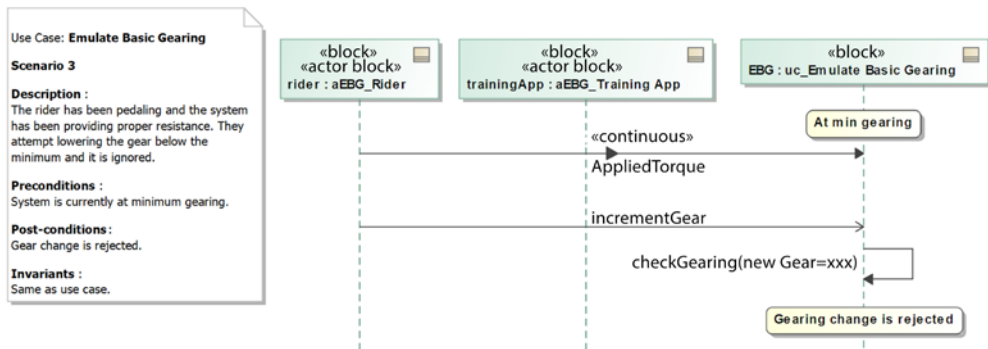 Use Case: Emulate Basic Gearing
Scenario 3
Description :
The rider has been pedaling and the system
has been providing proper resistance. They
attempt lowering the gear below the
minimum and it is ignored.
Preconditions :
System is currently at minimum gearing.
Post-conditions:
Gear change is rejected.
Invariants :
Same as use case.
«block»
«actor block»
rider : aEBG_Rider
«block»
«actor block»
trainingApp : aEBG_Training App
«block»
EBG : uc_Emulate Basic Gearing
At min gearing
«continuous»
AppliedTorque
incrementGear
checkGearing(new Gear=xxx)
Gearing change is rejected